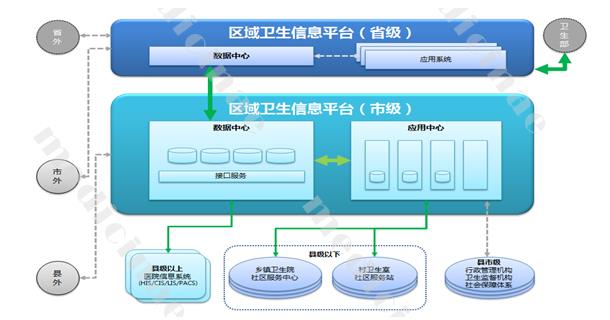 区域卫生信息平台（省级）
省外
数据中心
应用系统
卫生部
区域卫生信息平台（市级）
数据中心
应用中心
接口服务
市外
县外
县级以上
医院信息系统
(HIS/CIS/LIS/PACS)
县级以下
乡镇卫生院
社区服务中心
村卫生室
社区服务站
县市级
行政管理机构
卫生监督机构
社会保障体系